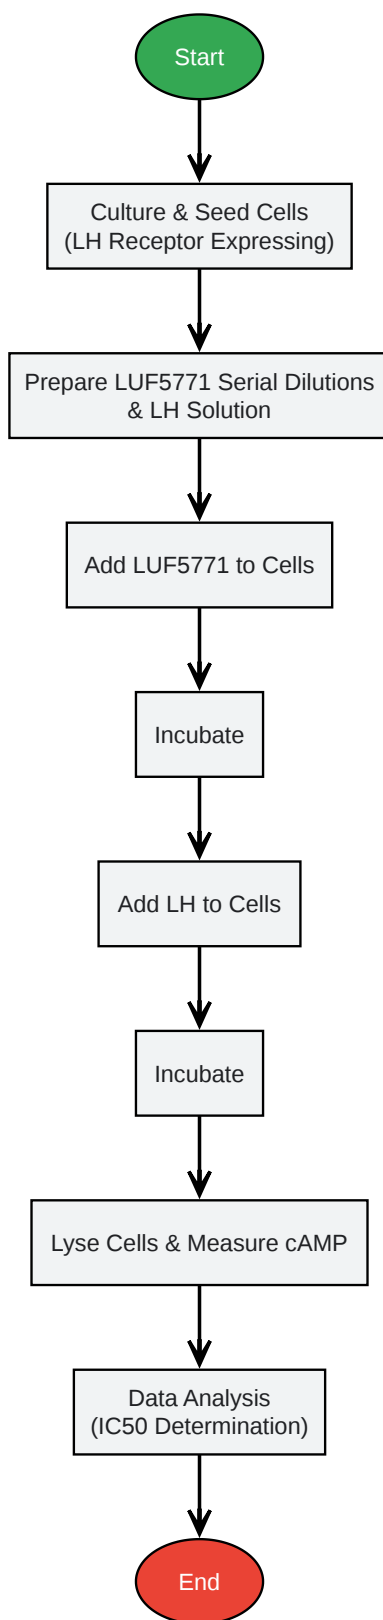 Start
Culture & Seed Cells
(LH Receptor Expressing)
Prepare LUF5771 Serial Dilutions
& LH Solution
Add LUF5771 to Cells
Incubate
Add LH to Cells
Incubate
Lyse Cells & Measure cAMP
Data Analysis
(IC50 Determination)
End